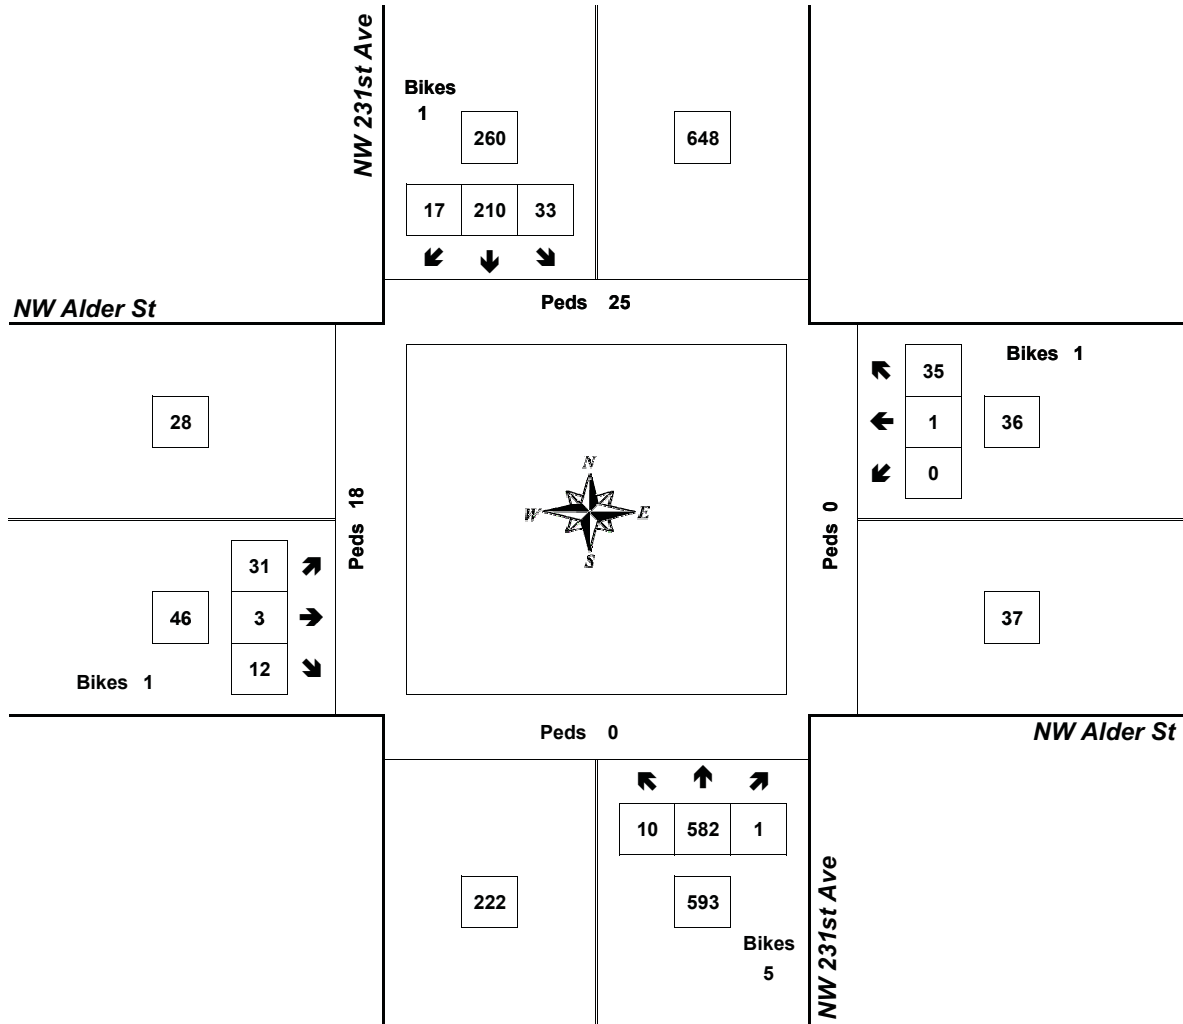 NW 231st Ave
Bikes
1
260
648
17 210 33
Peds 25
NW Alder St
Bikes 1
35
28
1
36
0
N
W E
S
Peds 18
Peds 0
31
46
3
37
12
Bikes 1
Peds 0
NW Alder St
10 582 1
222
593
NW 231st Ave
Bikes
5